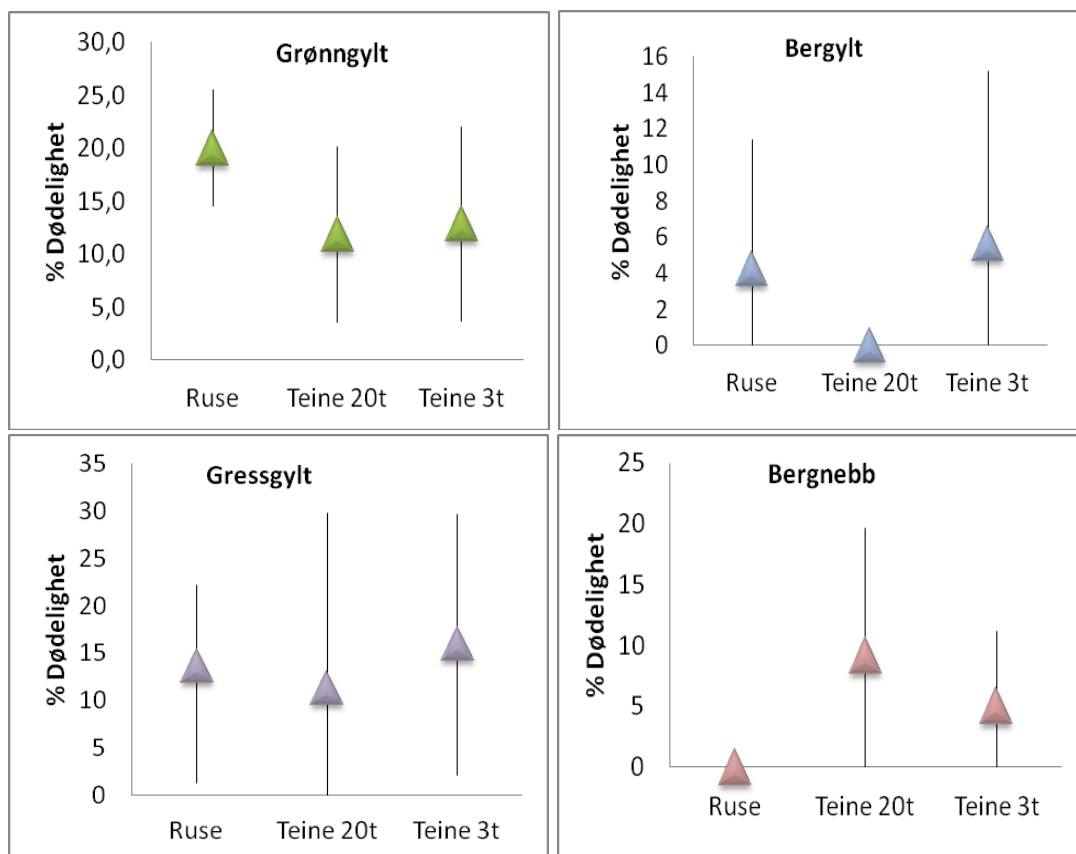 Grønngylt
% Dødelighet
30,0
25,0
20,0
15,0
10,0
5,0
0,0
Ruse Teine 20t Teine 3t
Bergylt
% Dødelighet
16
14
12
10
8
6
4
2
0
Ruse Teine 20t Teine 3t
Gressgylt
% Dødelighet
35
30
25
20
15
10
5
0
Ruse Teine 20t Teine 3t
Bergnebb
% Dødelighet
25
20
15
10
5
0
Ruse Teine 20t Teine 3t